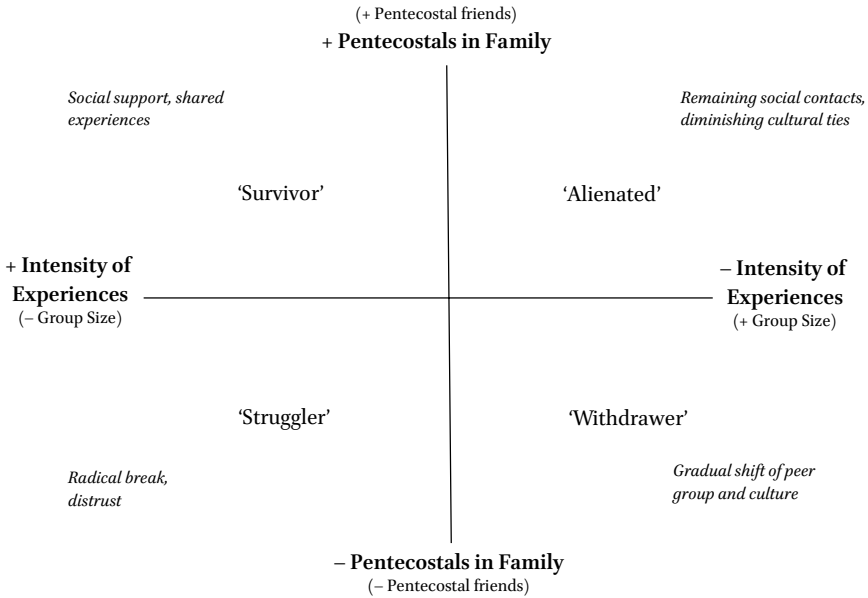 (+ Pentecostal friends)
+ Pentecostals in Family
Social support, shared
experiences
Remaining social contacts,
diminishing cultural ties
‘Survivor’
‘Alienated’
+ Intensity of
Experiences
(– Group Size)
– Intensity of
Experiences
(+ Group Size)
‘Struggler’
‘Withdrawer’
Radical break,
distrust
Gradual shift of peer
group and culture
– Pentecostals in Family
(– Pentecostal friends)